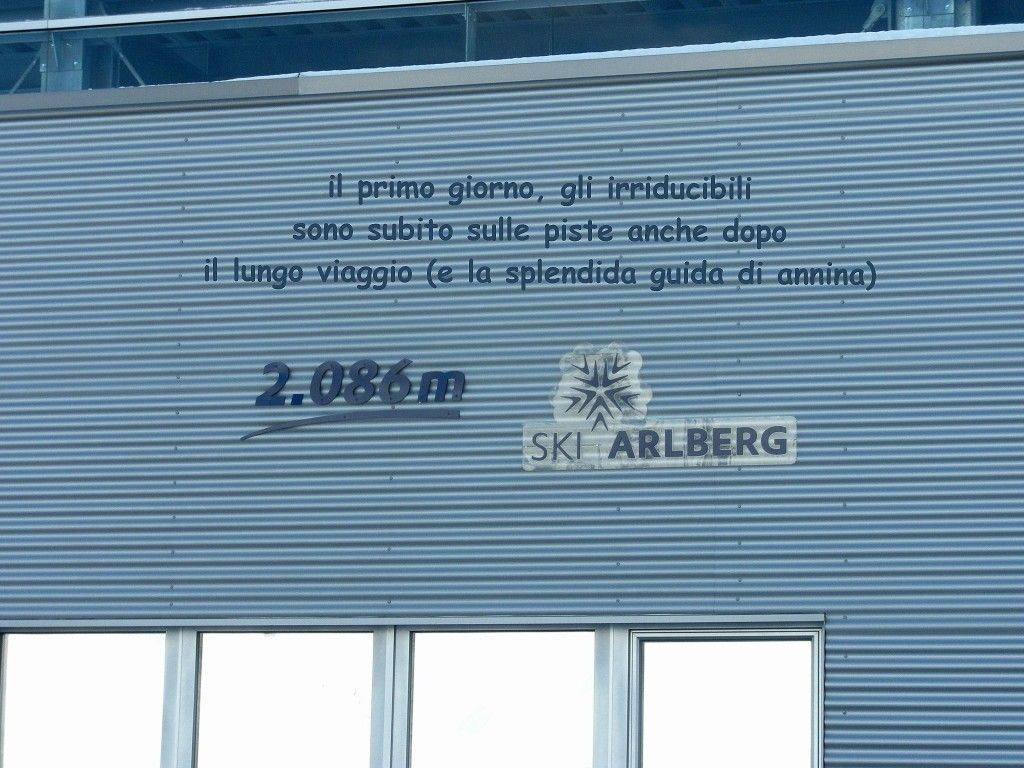 il primo giorno, gli irriducibili
sono subito sulle piste anche dopo
il lungo viaggio (e la splendida guida di annina)
2.086m
SKI ARLBERG